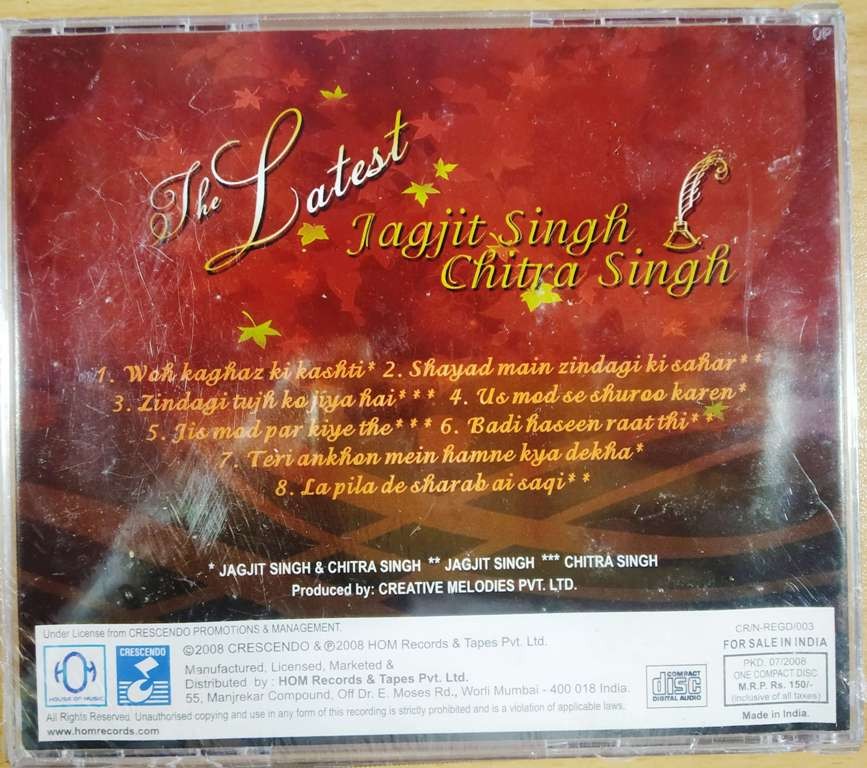 OP
The Latest
Jagjit Singh
Chitra Singh
1. Woh kaghaz ki kashti* 2. Shayad main zindagi ki sahar**
3. Zindagi tujh ko jiya hai*** 4. Us mod se shuroo karen*
5. Jis mod par kiye the*** 6. Badi haseen raat thi**
7. Teri ankhon mein hamne kya dekha*
8. La pila de sharab ai saqi**
* JAGJIT SINGH & CHITRA SINGH ** JAGJIT SINGH *** CHITRA SINGH
Produced by: CREATIVE MELODIES PVT. LTD.
Under License from CRESCENDO PROMOTIONS & MANAGEMENT.
HOM
HOUSE OF MUSIC
CRESCENDO
©2008 CRESCENDO & ℗2008 HOM Records & Tapes Pvt. Ltd.
Manufactured, Licensed, Marketed &
Distributed by : HOM Records & Tapes Pvt. Ltd.
55, Manjrekar Compound, Off Dr. E. Moses Rd., Worli Mumbai - 400 018 India.
All Rights Reserved. Unauthorised copying and use in any form of this recording is strictly prohibited and is a violation of applicable laws.
www.homrecords.com
COMPACT
disc
DIGITAL AUDIO
CR/N-REGD/003
FOR SALE IN INDIA
PKD. 07/2008
ONE COMPACT DISC
M.R.P. Rs. 150/-
(inclusive of all taxes)
Made in India.